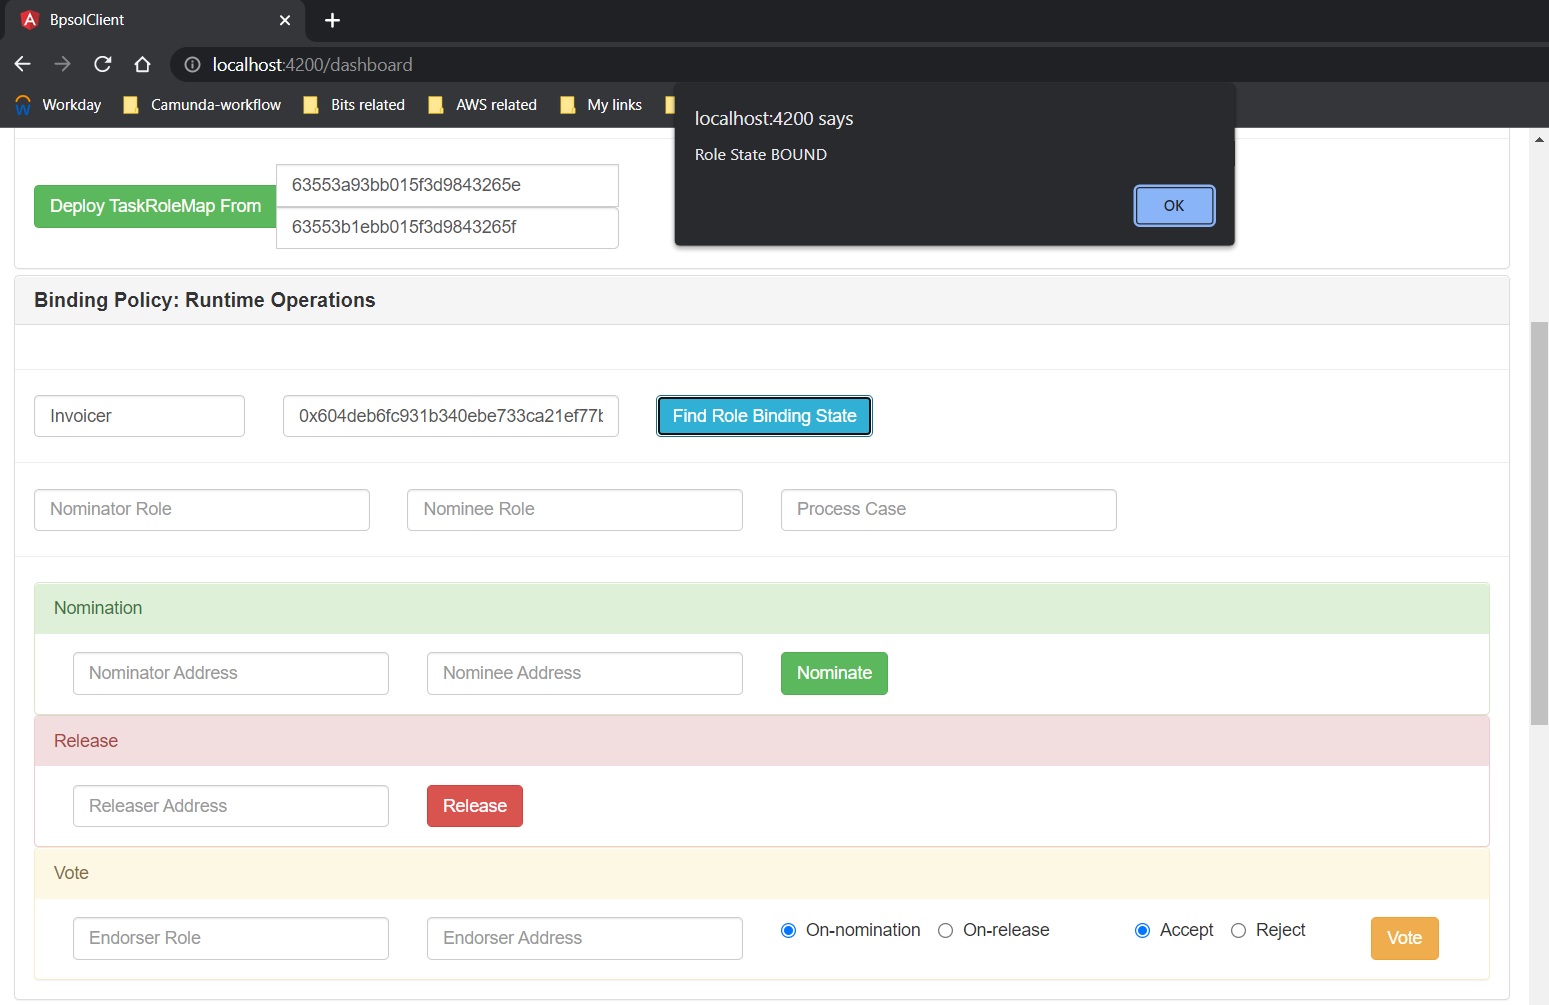 BpsolClient
localhost:4200/dashboard
Workday Camunda-workflow Bits related AWS related My links
localhost:4200 says
Role State BOUND
OK
Deploy TaskRoleMap From
63553a93bb015f3d9843265e
63553b1ebb015f3d9843265f
Binding Policy: Runtime Operations
Invoicer 0x604deb6fc931b340ebe733ca21ef77b Find Role Binding State
Nominator Role Nominee Role Process Case
Nomination
Nominator Address Nominee Address Nominate
Release
Releaser Address Release
Vote
Endorser Role Endorser Address On-nomination On-release Accept Reject Vote